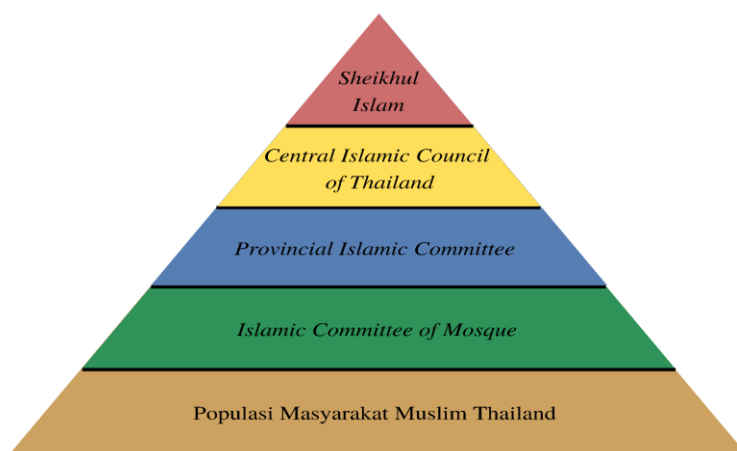 Sheikhul
Islam
Central Islamic Council
of Thailand
Provincial Islamic Committee
Islamic Committee of Mosque
Populasi Masyarakat Muslim Thailand